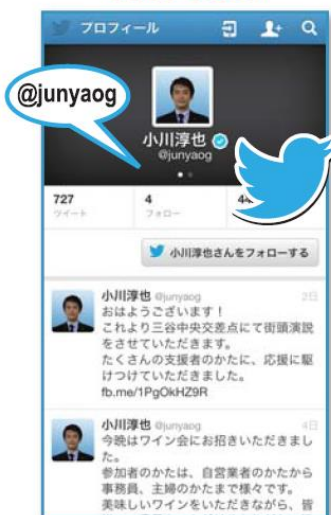 プロフィール
@junyaog
小川淳也
@junyaog
727
ツイート
4
フォロー
44
小川淳也さんをフォローする
小川淳也 @junyaog 2日
おはようございます！
これより三谷中央交差点にて街頭演説
をさせていただきます。
たくさんの支援者のかたに、応援に駆
けつけていただきました。
fb.me/1PgOkHZ9R
小川淳也 @junyaog 4日
今晩はワイン会にお招きいただきまし
た。
参加者のかたは、自営業者のかたから
事務員、主婦のかたまで様々です。
美味しいワインをいただきながら、皆